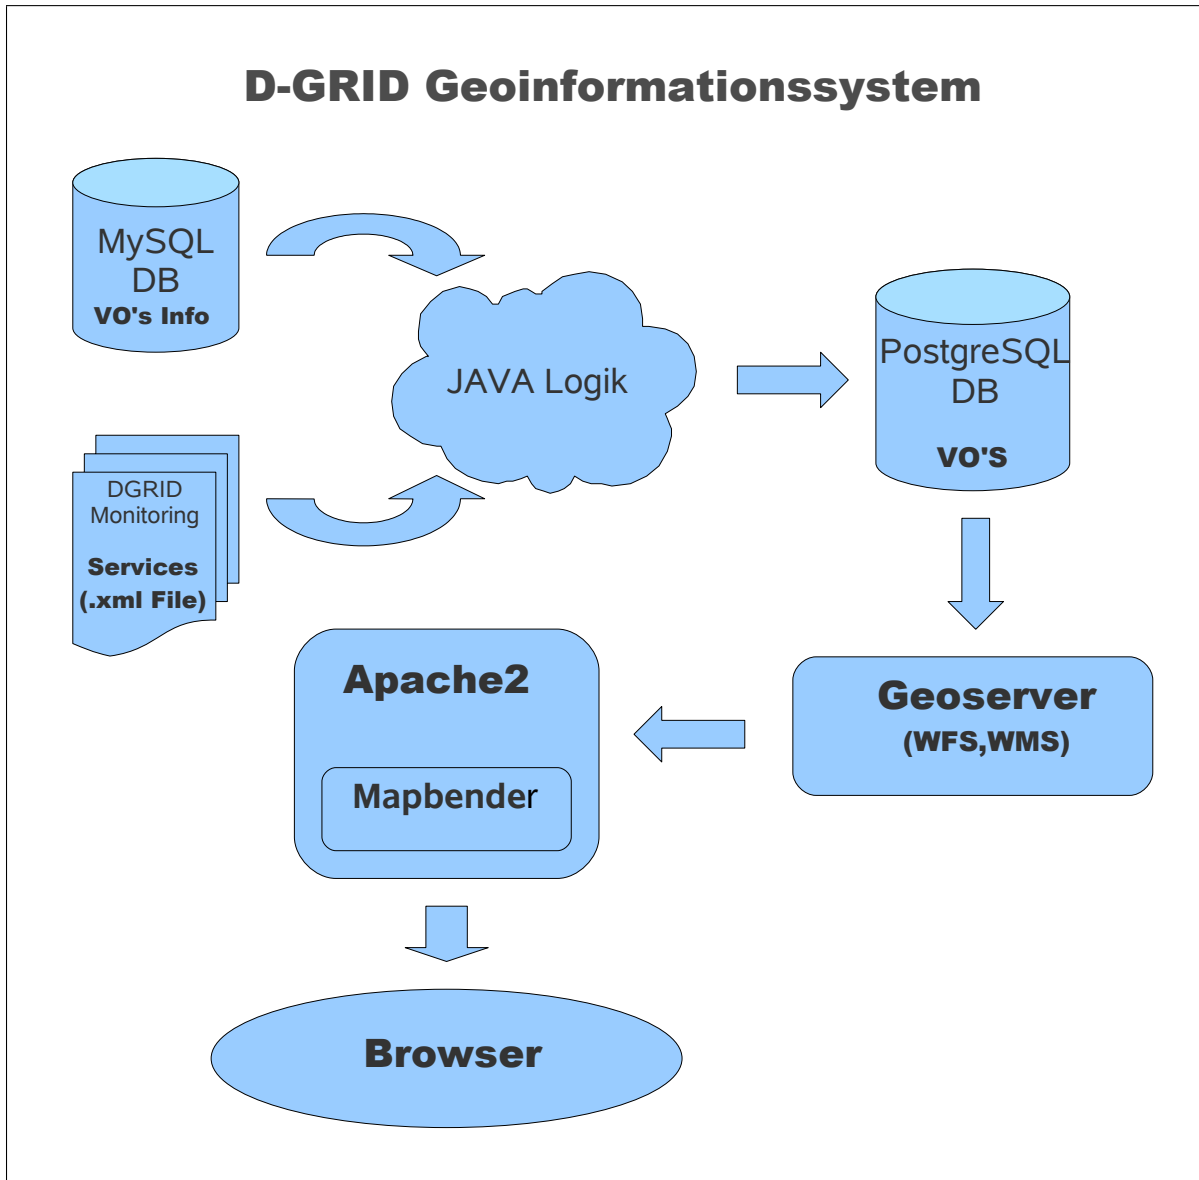 D-GRID Geoinformationssystem
MySQL
DB
VO's Info
JAVA Logik
PostgreSQL
DB
VO'S
DGRID
Monitoring
Services
(.xml File)
Apache2
Mapbender
Geoserver
(WFS,WMS)
Browser